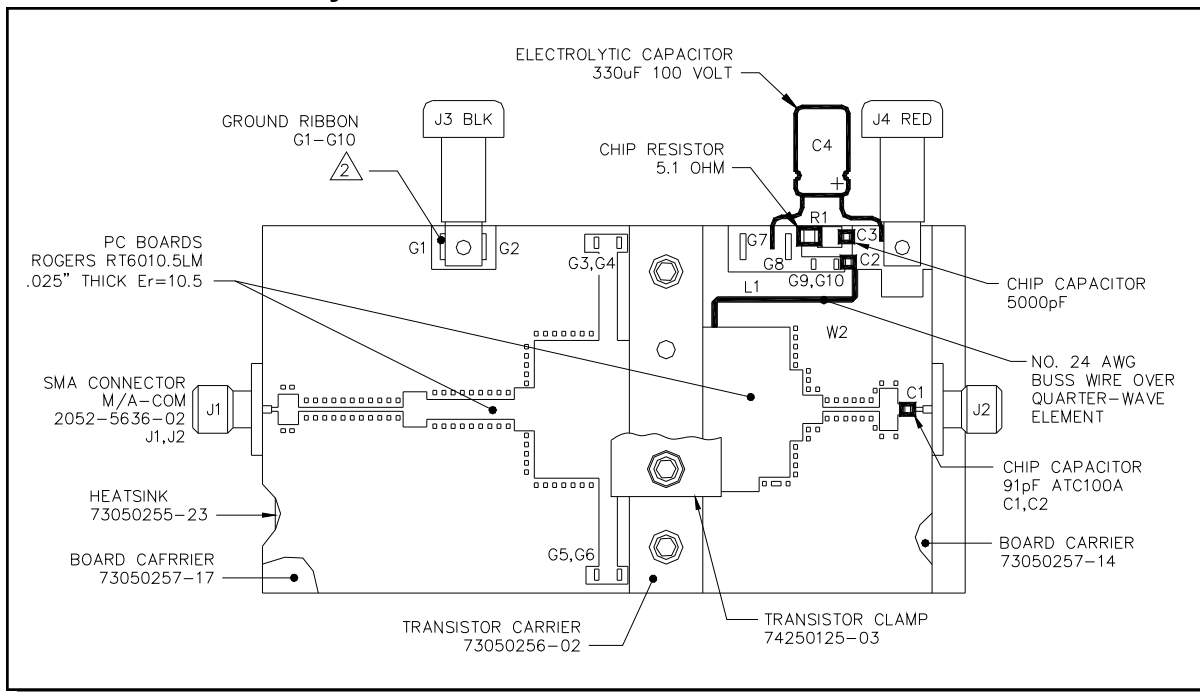 ELECTROLYTIC CAPACITOR
330uF 100 VOLT
GROUND RIBBON
G1-G10
2
J3 BLK
J4 RED
C4
+
CHIP RESISTOR
5.1 OHM
PC BOARDS
ROGERS RT6010.5LM
.025" THICK Er=10.5
G1
G2
G3,G4
G7
G8
R1
C3
C2
G9,G10
L1
W2
CHIP CAPACITOR
5000pF
SMA CONNECTOR
M/A-COM
2052-5636-02
J1,J2
J1
C1
J2
NO. 24 AWG
BUSS WIRE OVER
QUARTER-WAVE
ELEMENT
CHIP CAPACITOR
91pF ATC100A
C1,C2
HEATSINK
73050255-23
BOARD CAFRRIER
73050257-17
G5,G6
BOARD CARRIER
73050257-14
TRANSISTOR CARRIER
73050256-02
TRANSISTOR CLAMP
74250125-03